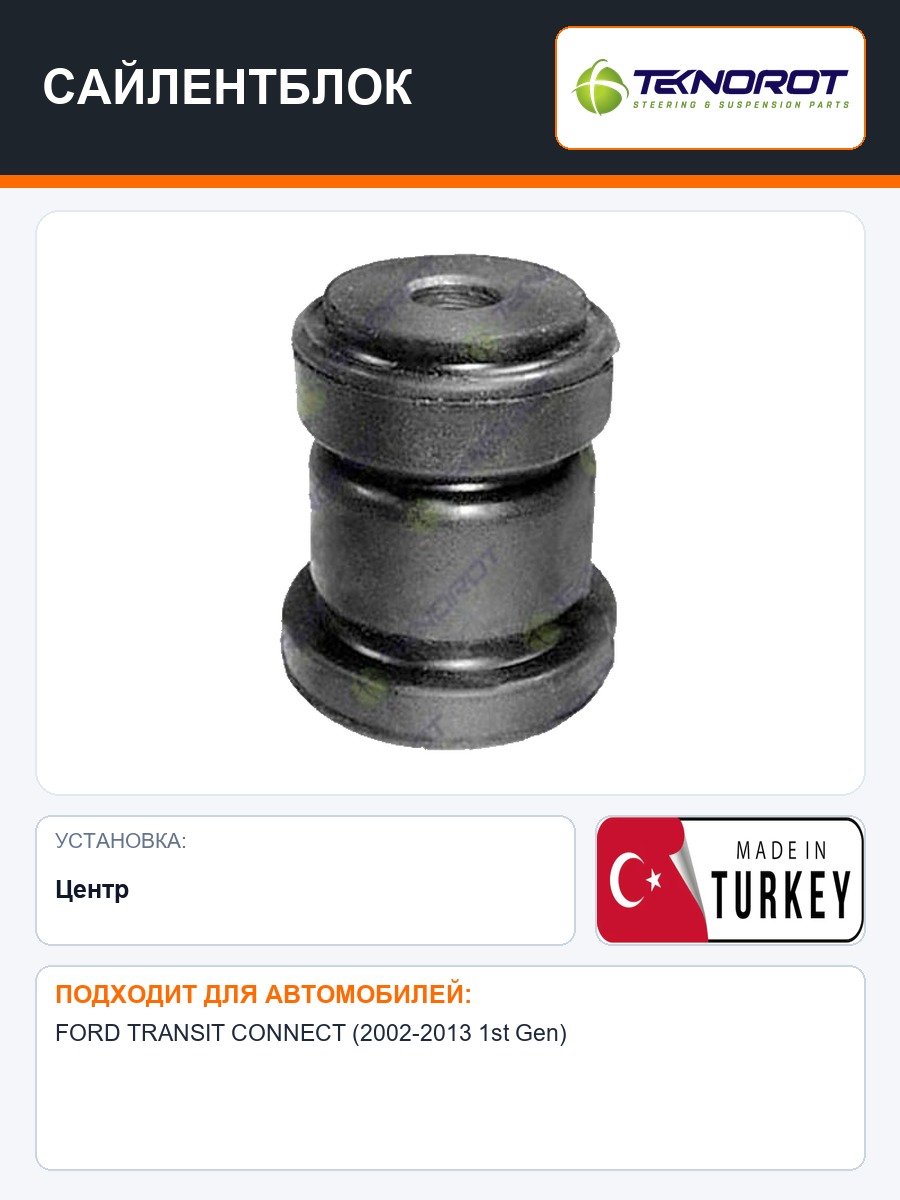 САЙЛЕНТБЛОК
TEKNOROT
STEERING & SUSPENSION PARTS
TEKNOROT
УСТАНОВКА:
Центр
MADE IN
TURKEY
ПОДХОДИТ ДЛЯ АВТОМОБИЛЕЙ:
FORD TRANSIT CONNECT (2002-2013 1st Gen)